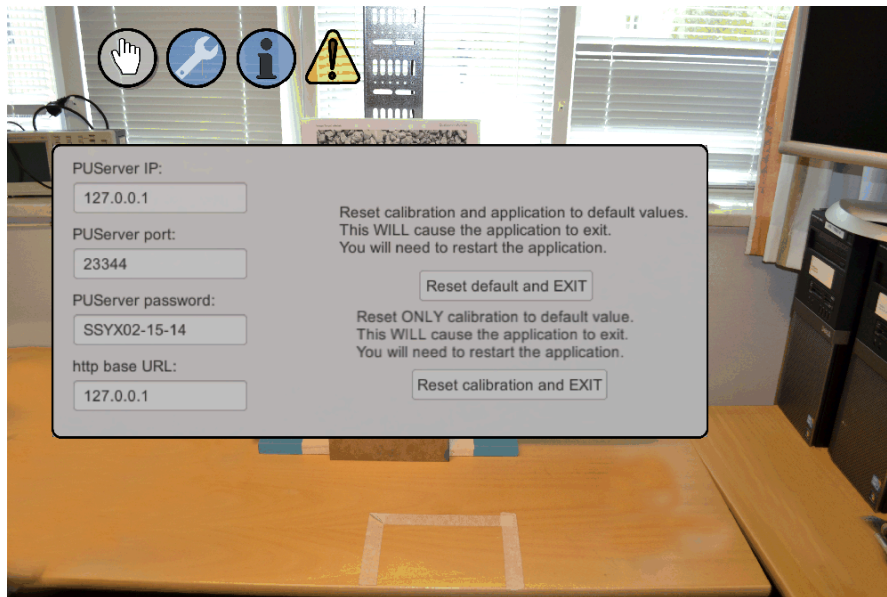 PUServer IP:
127.0.0.1
PUServer port:
23344
PUServer password:
SSYX02-15-14
http base URL:
127.0.0.1
Reset calibration and application to default values.
This WILL cause the application to exit.
You will need to restart the application.
Reset default and EXIT
Reset ONLY calibration to default value.
This WILL cause the application to exit.
You will need to restart the application.
Reset calibration and EXIT